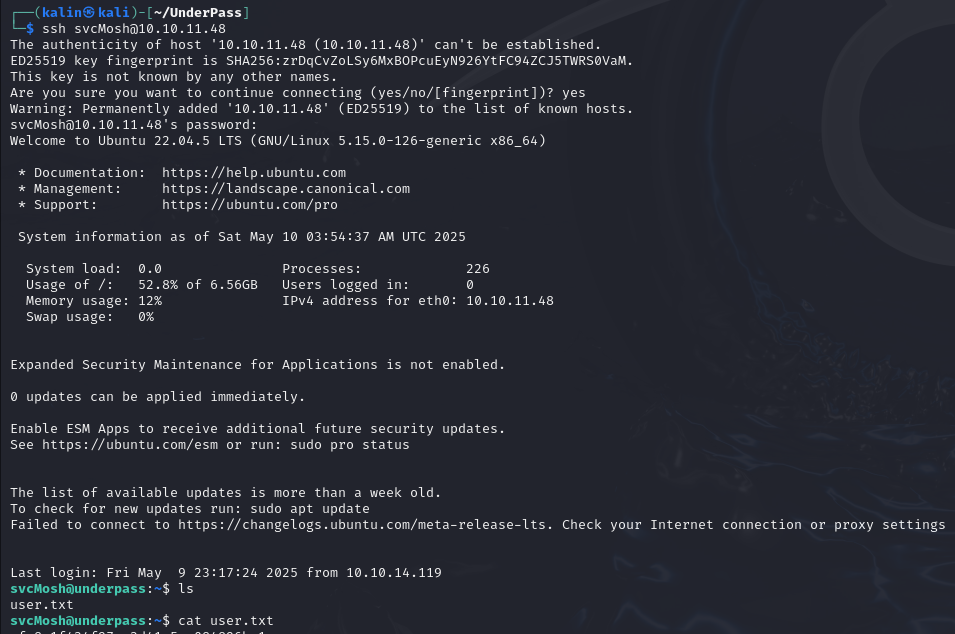 ┌──(kalin㉿kali)-[~/UnderPass]
└─$ ssh svcMosh@10.10.11.48
The authenticity of host '10.10.11.48 (10.10.11.48)' can't be established.
ED25519 key fingerprint is SHA256:zrDqCvZoLSy6MxBOPcuEyN926YtFC94ZCJ5TWRS0VaM.
This key is not known by any other names.
Are you sure you want to continue connecting (yes/no/[fingerprint])? yes
Warning: Permanently added '10.10.11.48' (ED25519) to the list of known hosts.
svcMosh@10.10.11.48's password:
Welcome to Ubuntu 22.04.5 LTS (GNU/Linux 5.15.0-126-generic x86_64)
* Documentation:  https://help.ubuntu.com
* Management:     https://landscape.canonical.com
* Support:        https://ubuntu.com/pro
System information as of Sat May 10 03:54:37 AM UTC 2025
System load:  0.0               Processes:             226
Usage of /:   52.8% of 6.56GB   Users logged in:       0
Memory usage: 12%               IPv4 address for eth0: 10.10.11.48
Swap usage:   0%
Expanded Security Maintenance for Applications is not enabled.
0 updates can be applied immediately.
Enable ESM Apps to receive additional future security updates.
See https://ubuntu.com/esm or run: sudo pro status
The list of available updates is more than a week old.
To check for new updates run: sudo apt update
Failed to connect to https://changelogs.ubuntu.com/meta-release-lts. Check your Internet connection or proxy settings
Last login: Fri May  9 23:17:24 2025 from 10.10.14.119
svcMosh@underpass:~$ ls
user.txt
svcMosh@underpass:~$ cat user.txt